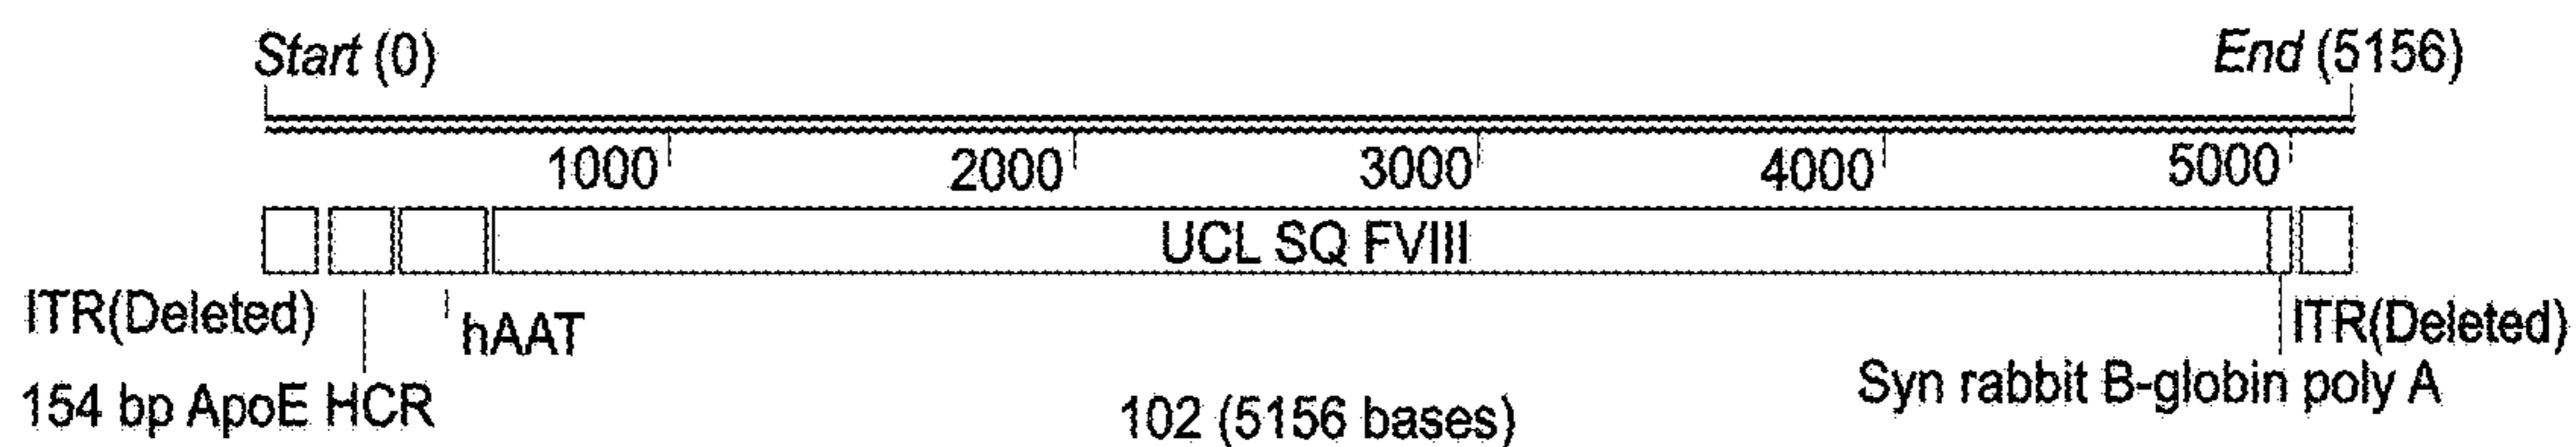 Start (0) End (5156)
1000 2000 3000 4000 5000
UCL SQ FVIII
ITR(Deleted) hAAT ITR(Deleted)
154 bp ApoE HCR Syn rabbit B-globin poly A
102 (5156 bases)